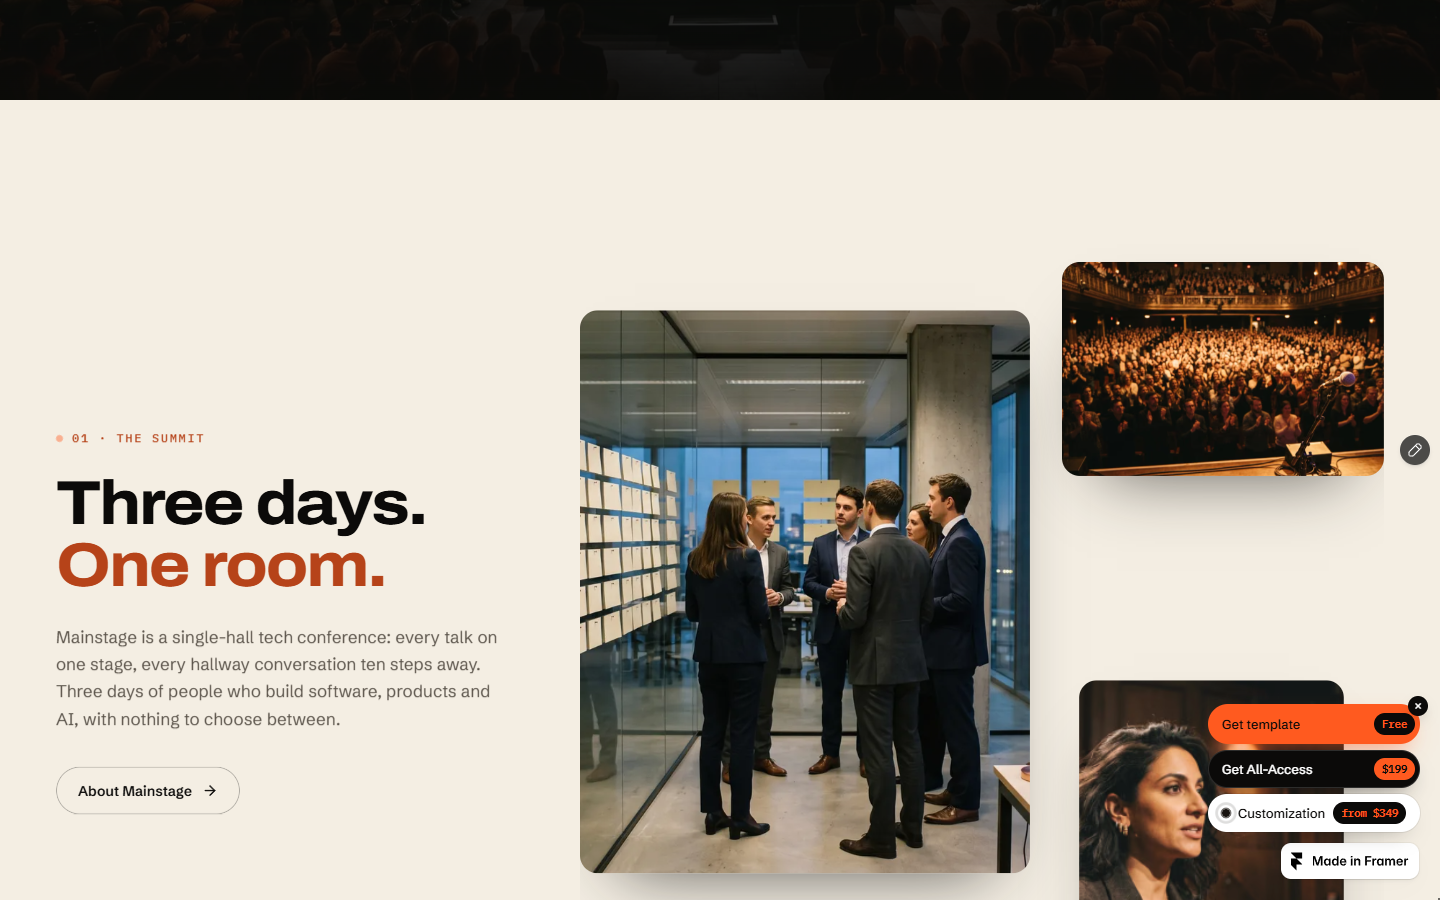 01 · THE SUMMIT
Three days.
One room.
Mainstage is a single-hall tech conference: every talk on
one stage, every hallway conversation ten steps away.
Three days of people who build software, products and
AI, with nothing to choose between.
About Mainstage
Get template Free
Get All-Access $199
Customization from $349
Made in Framer